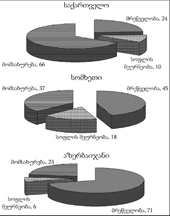 საქართველო
მრეწველობა, 24
მომსახურება, 66
სოფლის
მეურნეობა, 10
სომხეთი
მომსახურება, 37
მრეწველობა, 45
სოფლის
მეურნეობა, 18
აზერბაიჯანი
მომსახურება, 23
სოფლის
მეურნეობა, 6
მრეწველობა, 71